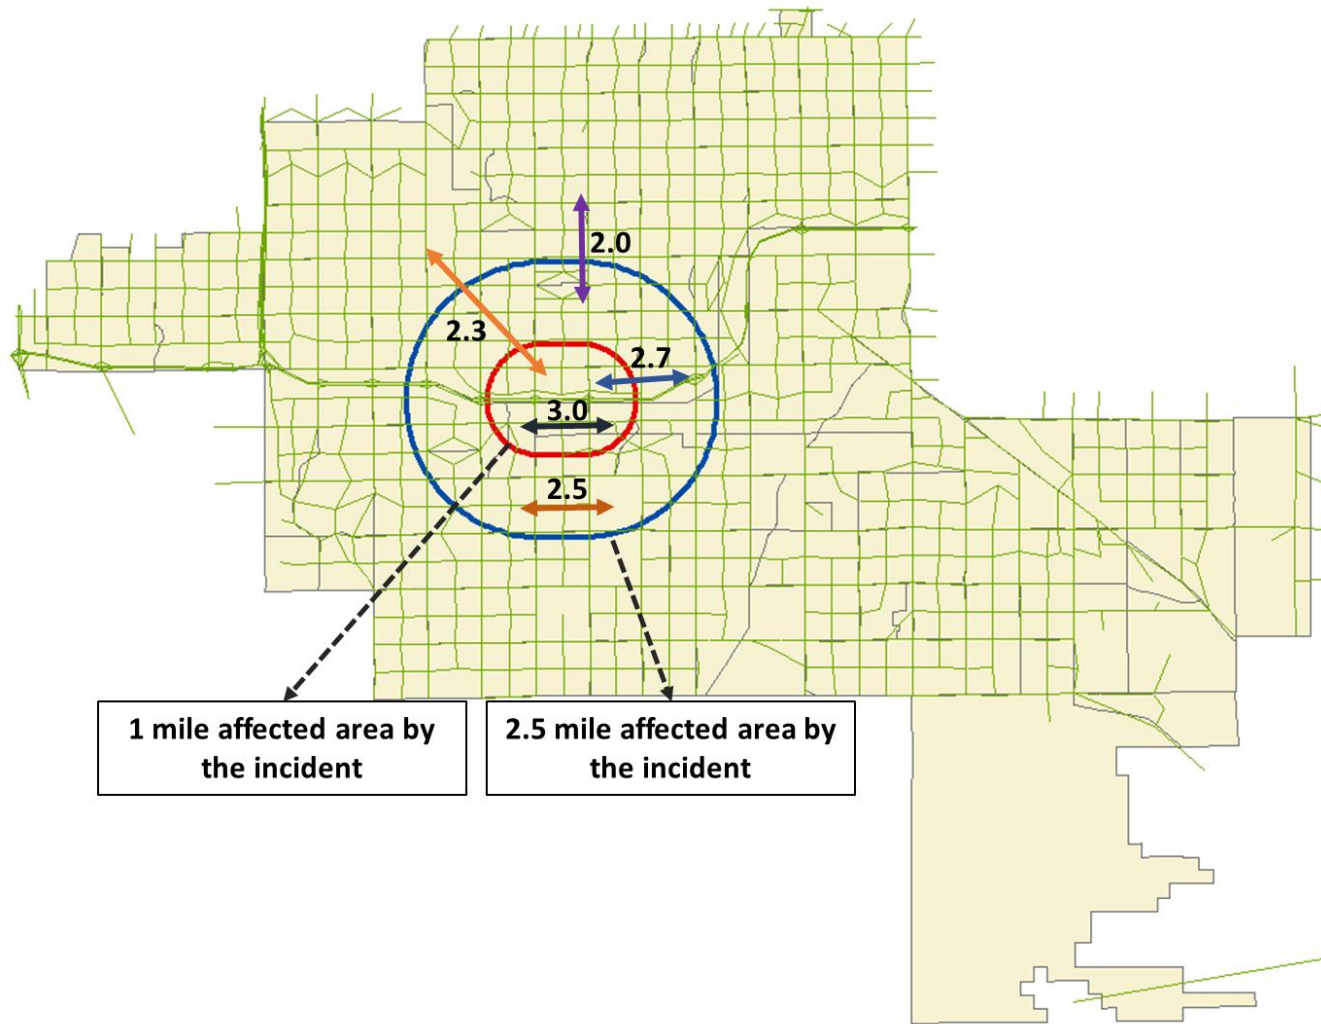 2.0
2.3
2.7
3.0
2.5
1 mile affected area by
the incident
2.5 mile affected area by
the incident